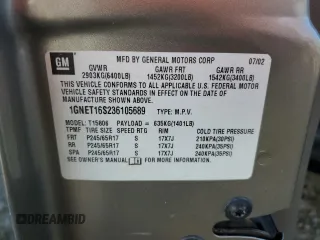 GM
MFD BY GENERAL MOTORS CORP 07/02
GVWR GAWR FRT GAWR RR
2903KG(6400LB) 1452KG(3200LB) 1542KG(3400LB)
THIS VEHICLE CONFORMS TO ALL APPLICABLE U.S. FEDERAL MOTOR
VEHICLE SAFETY STANDARDS IN EFFECT ON THE DATE OF
MANUFACTURE SHOWN ABOVE.
1GNET16S236105689 TYPE: M.P.V.
MODEL: T15806 PAYLOAD = 635KG(1401LB)
TPMF TIRE SIZE SPEED RTG RIM COLD TIRE PRESSURE
FRT P245/65R17 S 17X7J 210KPA(30PSI)
RR P245/65R17 S 17X7J 240KPA(35PSI)
SPA P245/65R17 S 17X7J 240KPA(35PSI)
SEE OWNER'S MANUAL FOR MORE INFORMATION.
DREAMBID